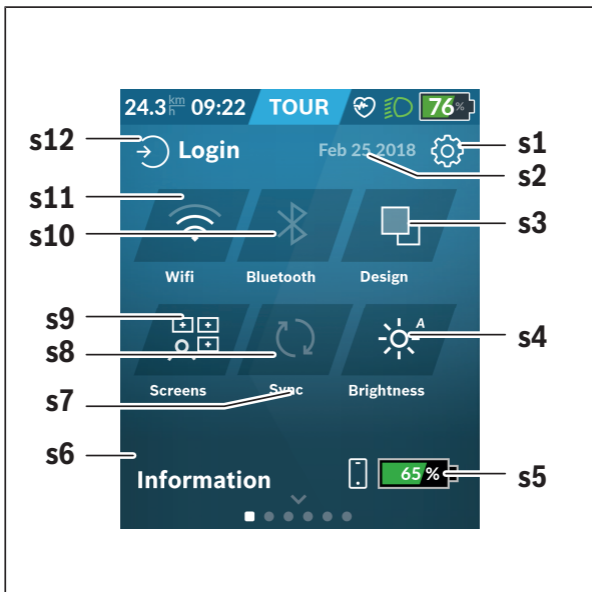 24.3 km/h 09:22 TOUR 76%
s12 Login Feb 25 2018 s1
s2
s11
s10 s3
Wifi Bluetooth Design
s9
s8 A s4
s7 Screens Sync Brightness
s6
Information 65% s5